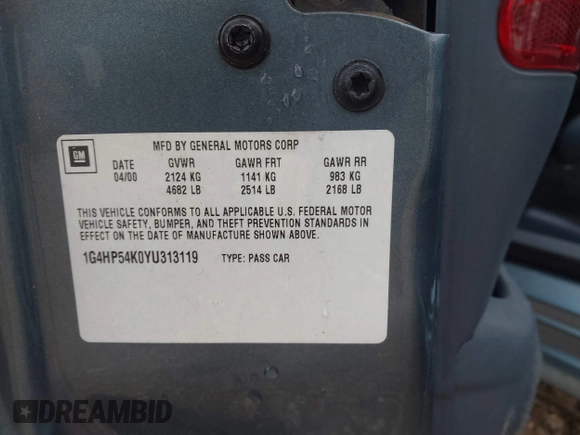 MFD BY GENERAL MOTORS CORP
GM
DATE GVWR GAWR FRT GAWR RR
04/00 2124 KG 1141 KG 983 KG
4682 LB 2514 LB 2168 LB
THIS VEHICLE CONFORMS TO ALL APPLICABLE U.S. FEDERAL MOTOR
VEHICLE SAFETY, BUMPER, AND THEFT PREVENTION STANDARDS IN
EFFECT ON THE DATE OF MANUFACTURE SHOWN ABOVE.
1G4HP54K0YU313119 TYPE: PASS CAR
DREAMBID